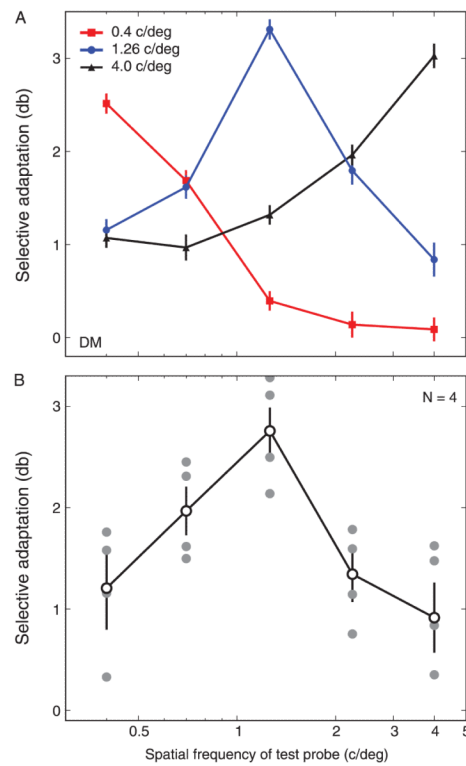 A
0.4 c/deg
1.26 c/deg
4.0 c/deg
3
2
1
0
Selective adaptation (db)
DM
B
N = 4
3
2
1
0
Selective adaptation (db)
0.5 1 2 3 4 5
Spatial frequency of test probe (c/deg)